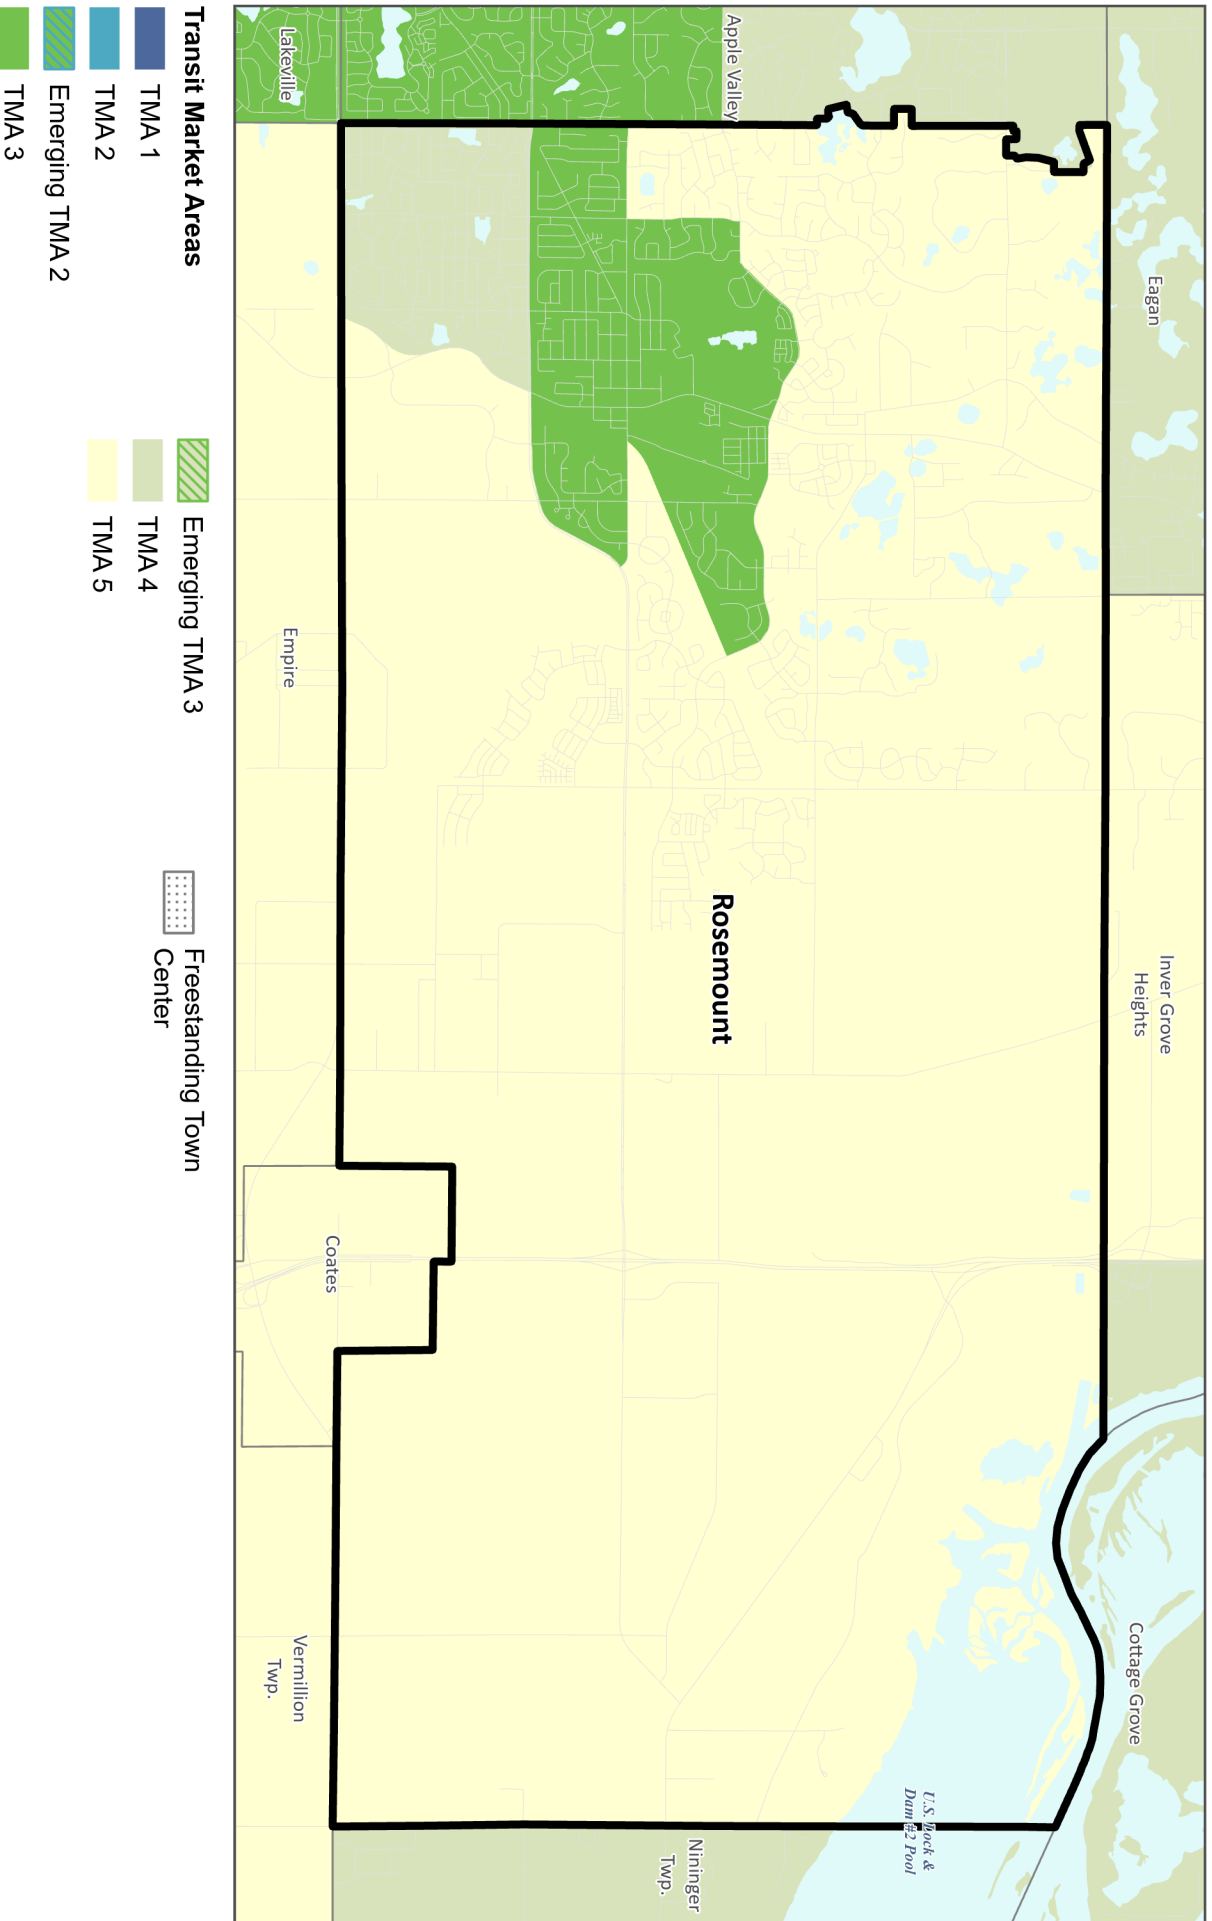 Eagan
Inver Grove
Heights
Cottage Grove
Apple Valley
Rosemount
U.S. Lock &
Dam #2 Pool
Nininger
Twp.
Lakeville
Empire
Coates
Vermillion
Twp.
Transit Market Areas
TMA 1
TMA 2
Emerging TMA 2
TMA 3
Emerging TMA 3
TMA 4
TMA 5
Freestanding Town
Center